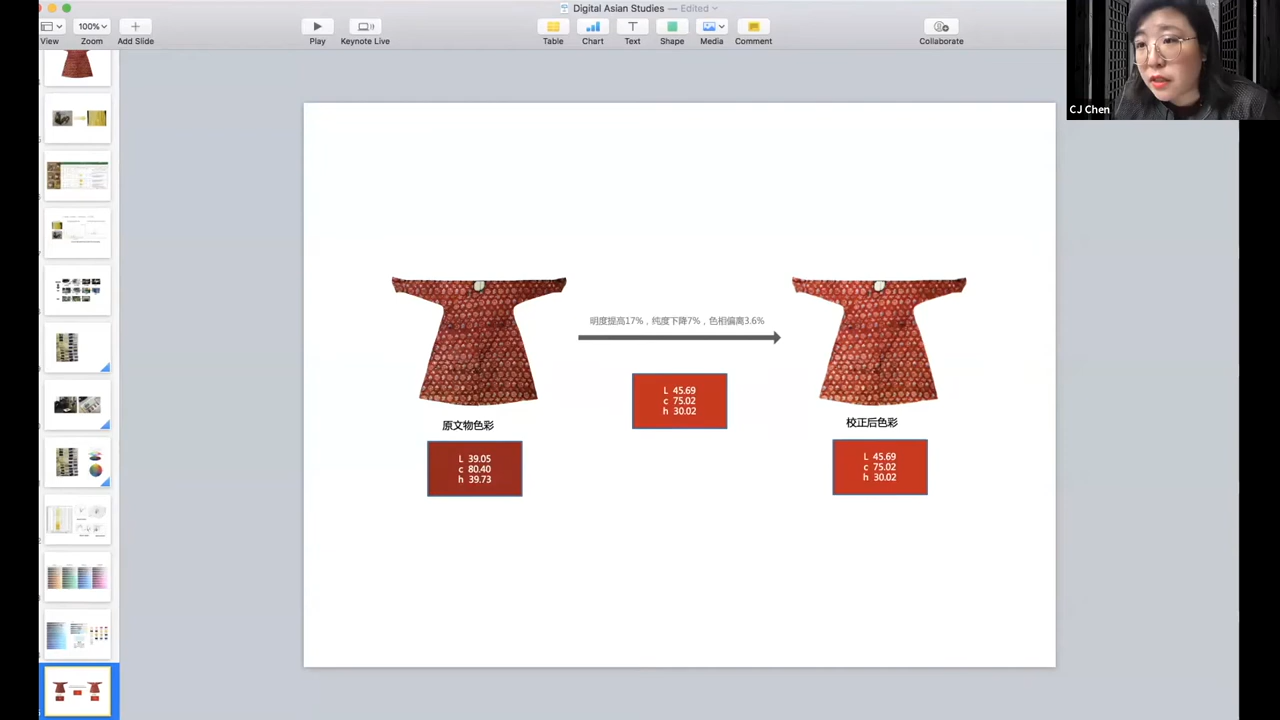 Digital Asian Studies — Edited
100%
View
Zoom
Add Slide
Play
Keynote Live
Table
Chart
Text
Shape
Media
Comment
Collaborate
CJ Chen
明度提高17%，纯度下降7%，色相偏离3.6%
L 45.69
c 75.02
h 30.02
原文物色彩
L 39.05
c 80.40
h 39.73
校正后色彩
L 45.69
c 75.02
h 30.02